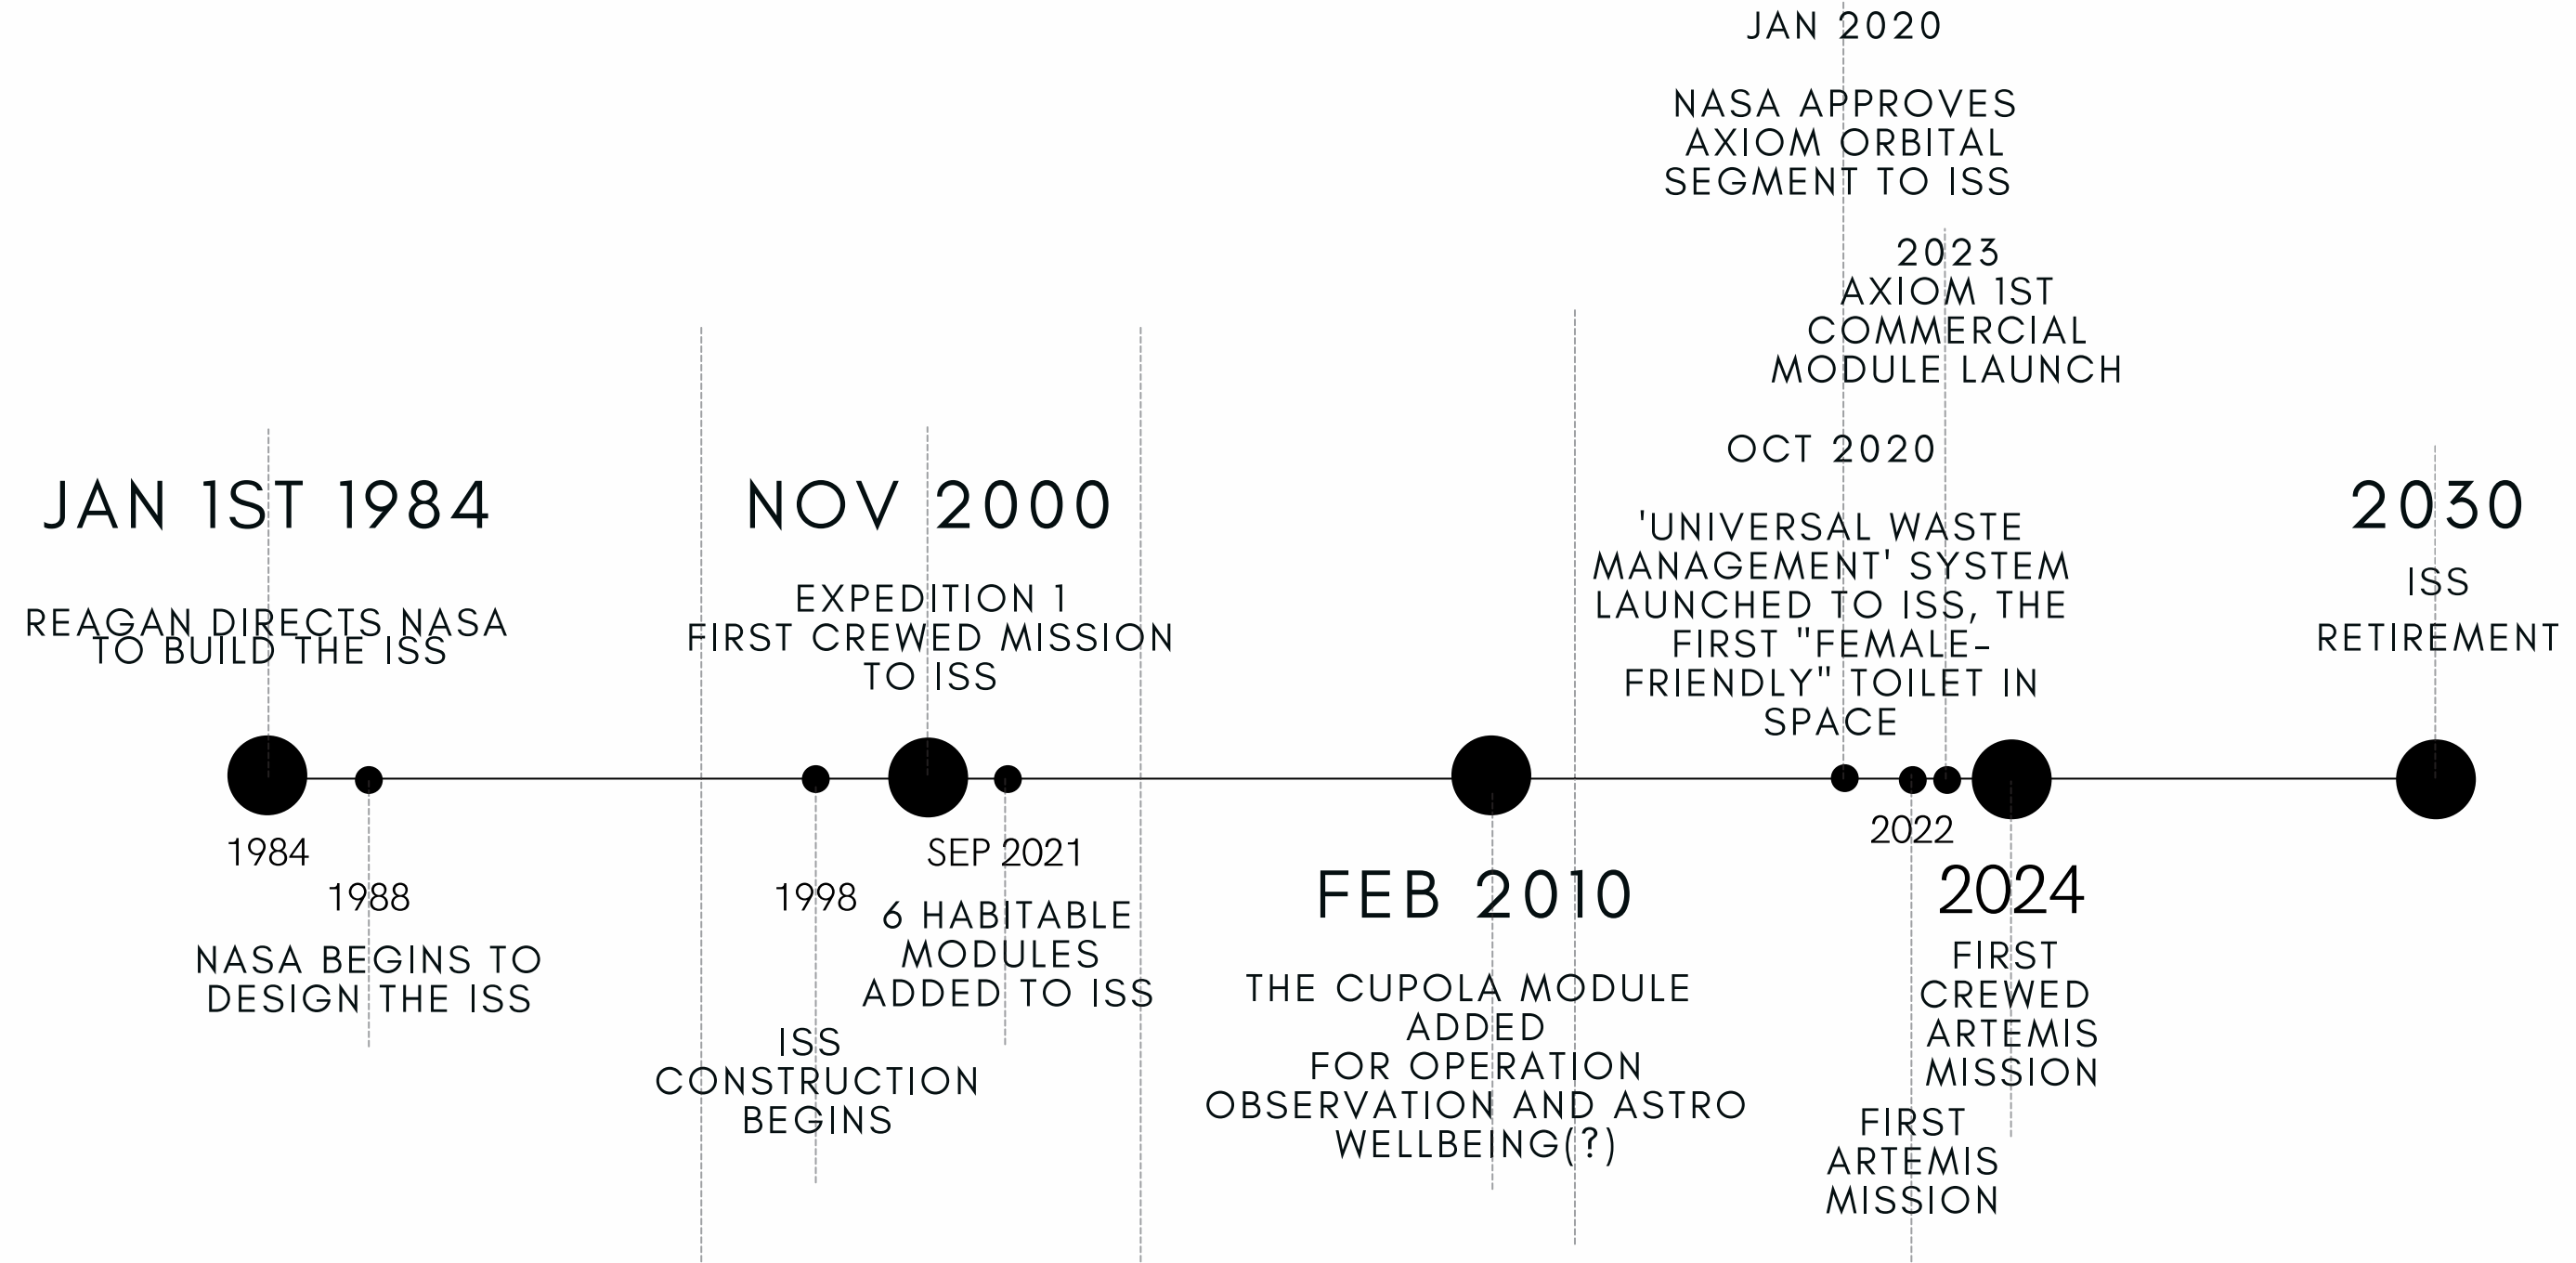 JAN 2020
NASA APPROVES
AXIOM ORBITAL
SEGMENT TO ISS
2023
AXIOM 1ST
COMMERCIAL
MODULE LAUNCH
OCT 2020
'UNIVERSAL WASTE
MANAGEMENT' SYSTEM
LAUNCHED TO ISS, THE
FIRST "FEMALE-
FRIENDLY" TOILET IN
SPACE
JAN 1ST 1984
REAGAN DIRECTS NASA
TO BUILD THE ISS
NOV 2000
EXPEDITION 1
FIRST CREWED MISSION
TO ISS
2030
ISS
RETIREMENT
1984
1988
NASA BEGINS TO
DESIGN THE ISS
1998
ISS
CONSTRUCTION
BEGINS
SEP 2021
6 HABITABLE
MODULES
ADDED TO ISS
FEB 2010
THE CUPOLA MODULE
ADDED
FOR OPERATION
OBSERVATION AND ASTRO
WELLBEING(?)
2022
FIRST
ARTEMIS
MISSION
2024
FIRST
CREWED
ARTEMIS
MISSION